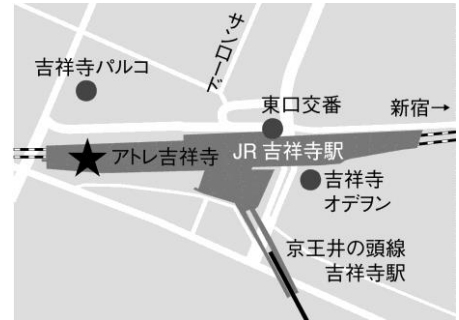 サンロード
吉祥寺パルコ
東口交番
新宿→
アトレ吉祥寺
JR 吉祥寺駅
吉祥寺
オデヲン
京王井の頭線
吉祥寺駅